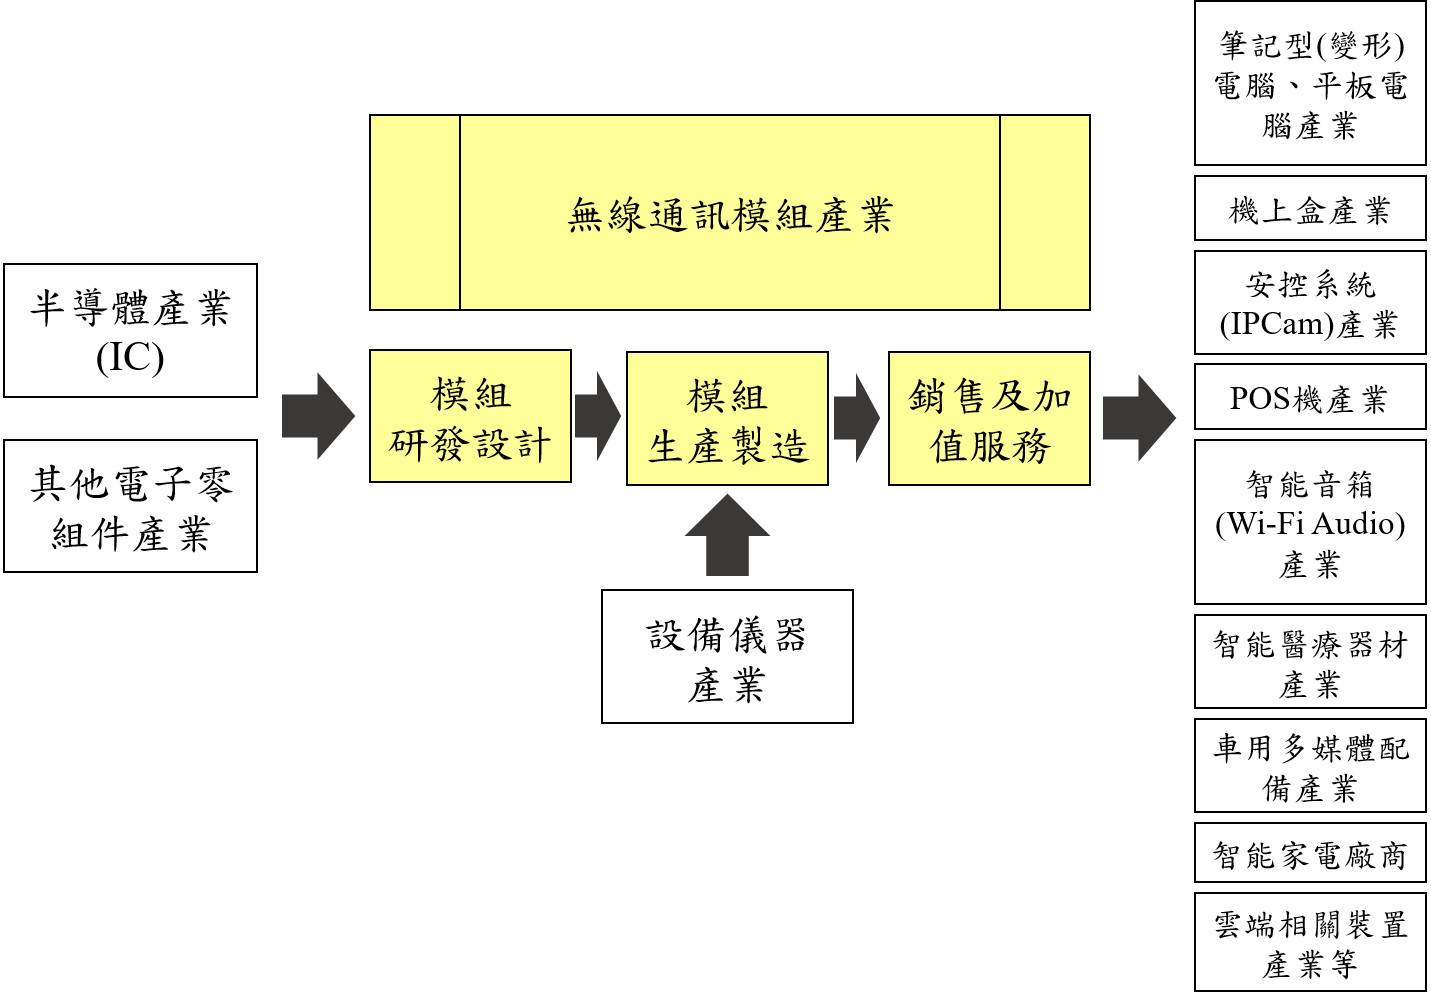 無線通訊模組產業
半導體產業
(IC)
其他電子零
組件產業
模組
研發設計
模組
生產製造
銷售及加
值服務
設備儀器
產業
筆記型(變形)
電腦、平板電
腦產業
機上盒產業
安控系統
(IPCam)產業
POS機產業
智能音箱
(Wi-Fi Audio)
產業
智能醫療器材
產業
車用多媒體配
備產業
智能家電廠商
雲端相關裝置
產業等